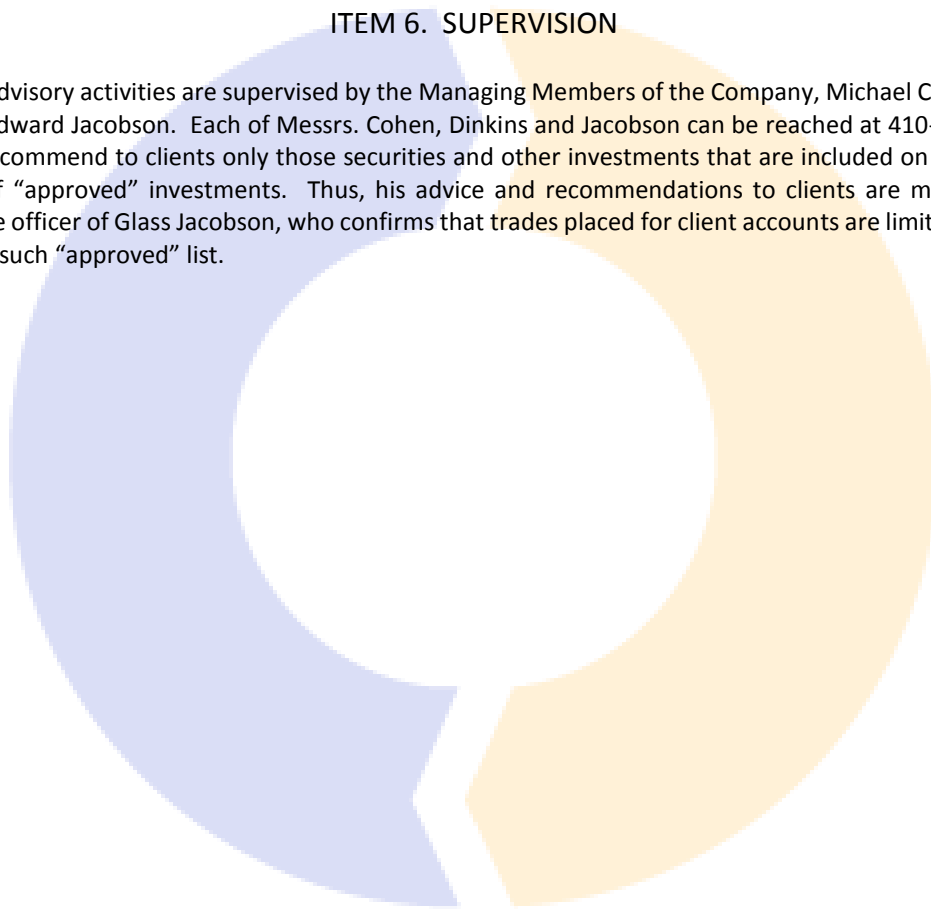 ITEM 6. SUPERVISION
dvisory activities are supervised by the Managing Members of the Company, Michael C
dward Jacobson. Each of Messrs. Cohen, Dinkins and Jacobson can be reached at 410-
commend to clients only those securities and other investments that are included on
f “approved” investments. Thus, his advice and recommendations to clients are m
e officer of Glass Jacobson, who confirms that trades placed for client accounts are limit
such “approved” list.